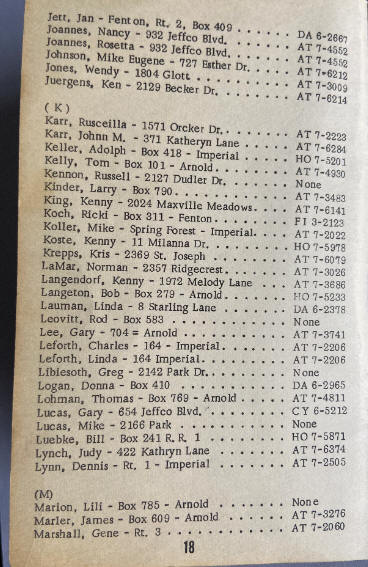 Jett, Jan - Fenton, Rt. 2, Box 409 . . . . . . DA 6-2667
Joannes, Nancy - 932 Jeffco Blvd. . . . . . AT 7-4552
Joannes, Rosetta - 932 Jeffco Blvd. . . . . AT 7-4552
Johnson, Mike Eugene - 727 Esther Dr. . . . . AT 7-6212
Jones, Wendy - 1804 Glott . . . . . . . . AT 7-3009
Juergens, Ken - 2129 Becker Dr. . . . . . . AT 7-6214
( K )
Karr, Rusceilla - 1571 Orcker Dr. . . . . . . AT 7-2223
Karr, Johnn M. - 371 Katheryn Lane . . . . . AT 7-6284
Keller, Adolph - Box 418 - Imperial . . . . . HO 7-5201
Kelly, Tom - Box 101 - Arnold . . . . . . . AT 7-4930
Kennon, Russell - 2127 Dudler Dr. . . . . . . None
Kinder, Larry - Box 790 . . . . . . . . . . AT 7-3483
King, Kenny - 2024 Maxville Meadows . . . . AT 7-6141
Koch, Ricki - Box 311 - Fenton . . . . . . . FI 3-2123
Koller, Mike - Spring Forest - Imperial . . . . AT 7-2022
Koste, Kenny - 11 Milanna Dr. . . . . . . . HO 7-5978
Krepps, Kris - 2369 St. Joseph . . . . . . . AT 7-6079
LaMar, Norman - 2357 Ridgecrest . . . . . . AT 7-3026
Langendorf, Kenny - 1972 Melody Lane . . . AT 7-3686
Langeton, Bob - Box 279 - Arnold . . . . . . HO 7-5233
Lauman, Linda - 8 Starling Lane . . . . . . DA 6-2378
Leovitt, Rod - Box 583 . . . . . . . . . . None
Lee, Gary - 704 = Arnold . . . . . . . . . AT 7-3741
Leforth, Charles - 164 - Imperial . . . . . . AT 7-2206
Leforth, Linda - 164 Imperial . . . . . . . . AT 7-2206
Libiesoth, Greg - 2142 Park Dr. . . . . . . . None
Logan, Donna - Box 410 . . . . . . . . . DA 6-2965
Lohman, Thomas - Box 769 - Arnold . . . . . AT 7-4811
Lucas, Gary - 654 Jeffco Blvd. . . . . . . . CY 6-5212
Lucas, Mike - 2166 Park . . . . . . . . . None
Luebke, Bill - Box 241 R. R. 1 . . . . . . . HO 7-5871
Lynch, Judy - 422 Kathryn Lane . . . . . . AT 7-6374
Lynn, Dennis - Rt. 1 - Imperial . . . . . . . AT 7-2505
(M)
Marion, Lili - Box 785 - Arnold . . . . . . . None
Marler, James - Box 609 - Arnold . . . . . . AT 7-3276
Marshall, Gene - Rt. 3 . . . . . . . . . . AT 7-2060
18